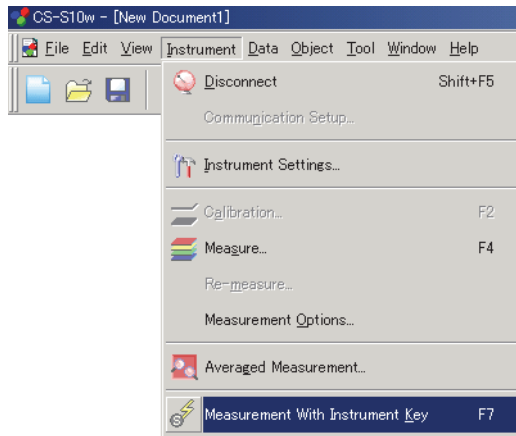 CS-S10w - [New Document1]
File Edit View Instrument Data Object Tool Window Help
Disconnect Shift+F5
Communication Setup...
Instrument Settings...
Calibration... F2
Measure... F4
Re-measure...
Measurement Options...
Averaged Measurement...
Measurement With Instrument Key F7